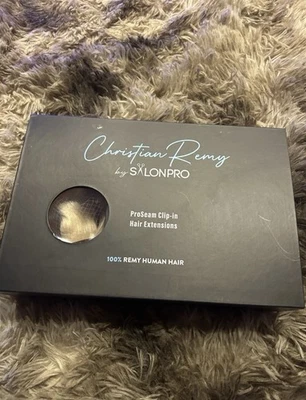 Christian Remy
by SALONPRO
ProSeam Clip-in
Hair Extensions
100% REMY HUMAN HAIR